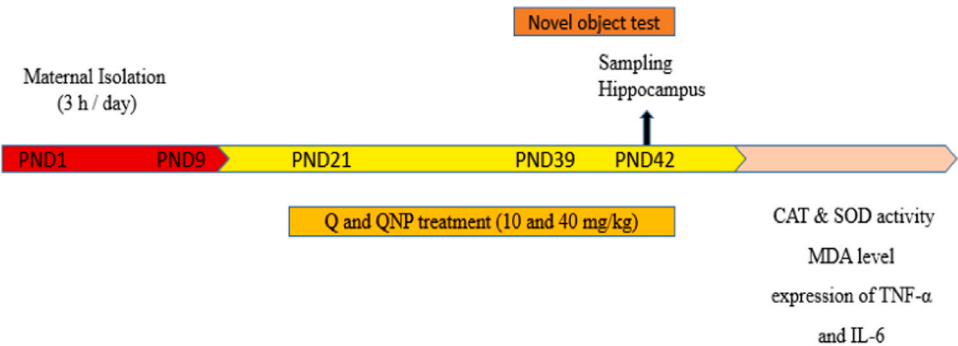 Novel object test
Sampling
Hippocampus
Maternal Isolation
(3 h / day)
PND1 PND9 PND21 PND39 PND42
Q and QNP treatment (10 and 40 mg/kg)
CAT & SOD activity
MDA level
expression of TNF-α
and IL-6